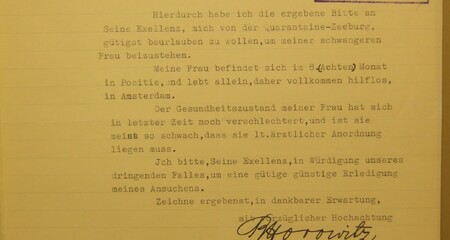 Hierdurch habe ich die ergebene Bitte an
Seine Exellenz, mich von der Quarantaine-Zeeburg,
gütigst beurlauben zu wollen, um meiner schwangeren
Frau beizustehen.
Meine Frau befindet sich im 8.(Achten) Monat
in Positie, und lebt allein, daher vollkommen hilflos,
in Amsterdam.
Der Gesundheitszustand meiner Frau hat sich
in letzter Zeit noch verschlechtert, und ist sie
meist so schwach, dass sie lt.ärztlicher Anordnung
liegen muss.
Jch bitte, Seine Exellenz, in Würdigung unseres
dringenden Falles, um eine gütige günstige Erledigung
meines Ansuchens.
Zeichne ergebenst, in dankbarer Erwartung,
mit vorzüglicher Hochachtung
Horowitz,